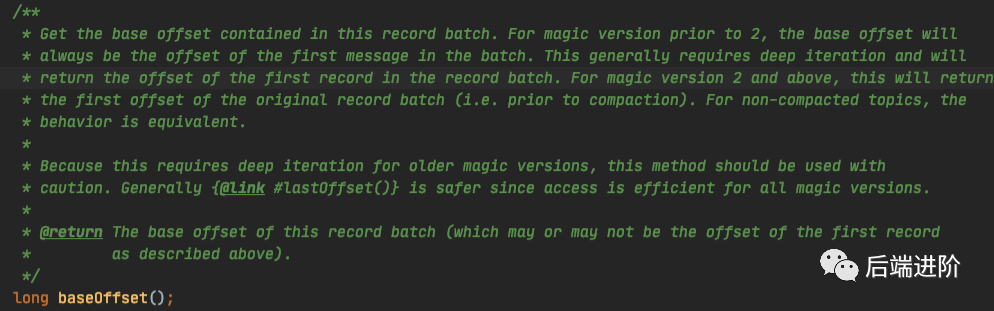 /**
* Get the base offset contained in this record batch. For magic version prior to 2, the base offset will
* always be the offset of the first message in the batch. This generally requires deep iteration and will
* return the offset of the first record in the record batch. For magic version 2 and above, this will return
* the first offset of the original record batch (i.e. prior to compaction). For non-compacted topics, the
* behavior is equivalent.
*
* Because this requires deep iteration for older magic versions, this method should be used with
* caution. Generally {@link #lastOffset()} is safer since access is efficient for all magic versions.
*
* @return The base offset of this record batch (which may or may not be the offset of the first record
* as described above).
*/
long baseOffset();
后端进阶